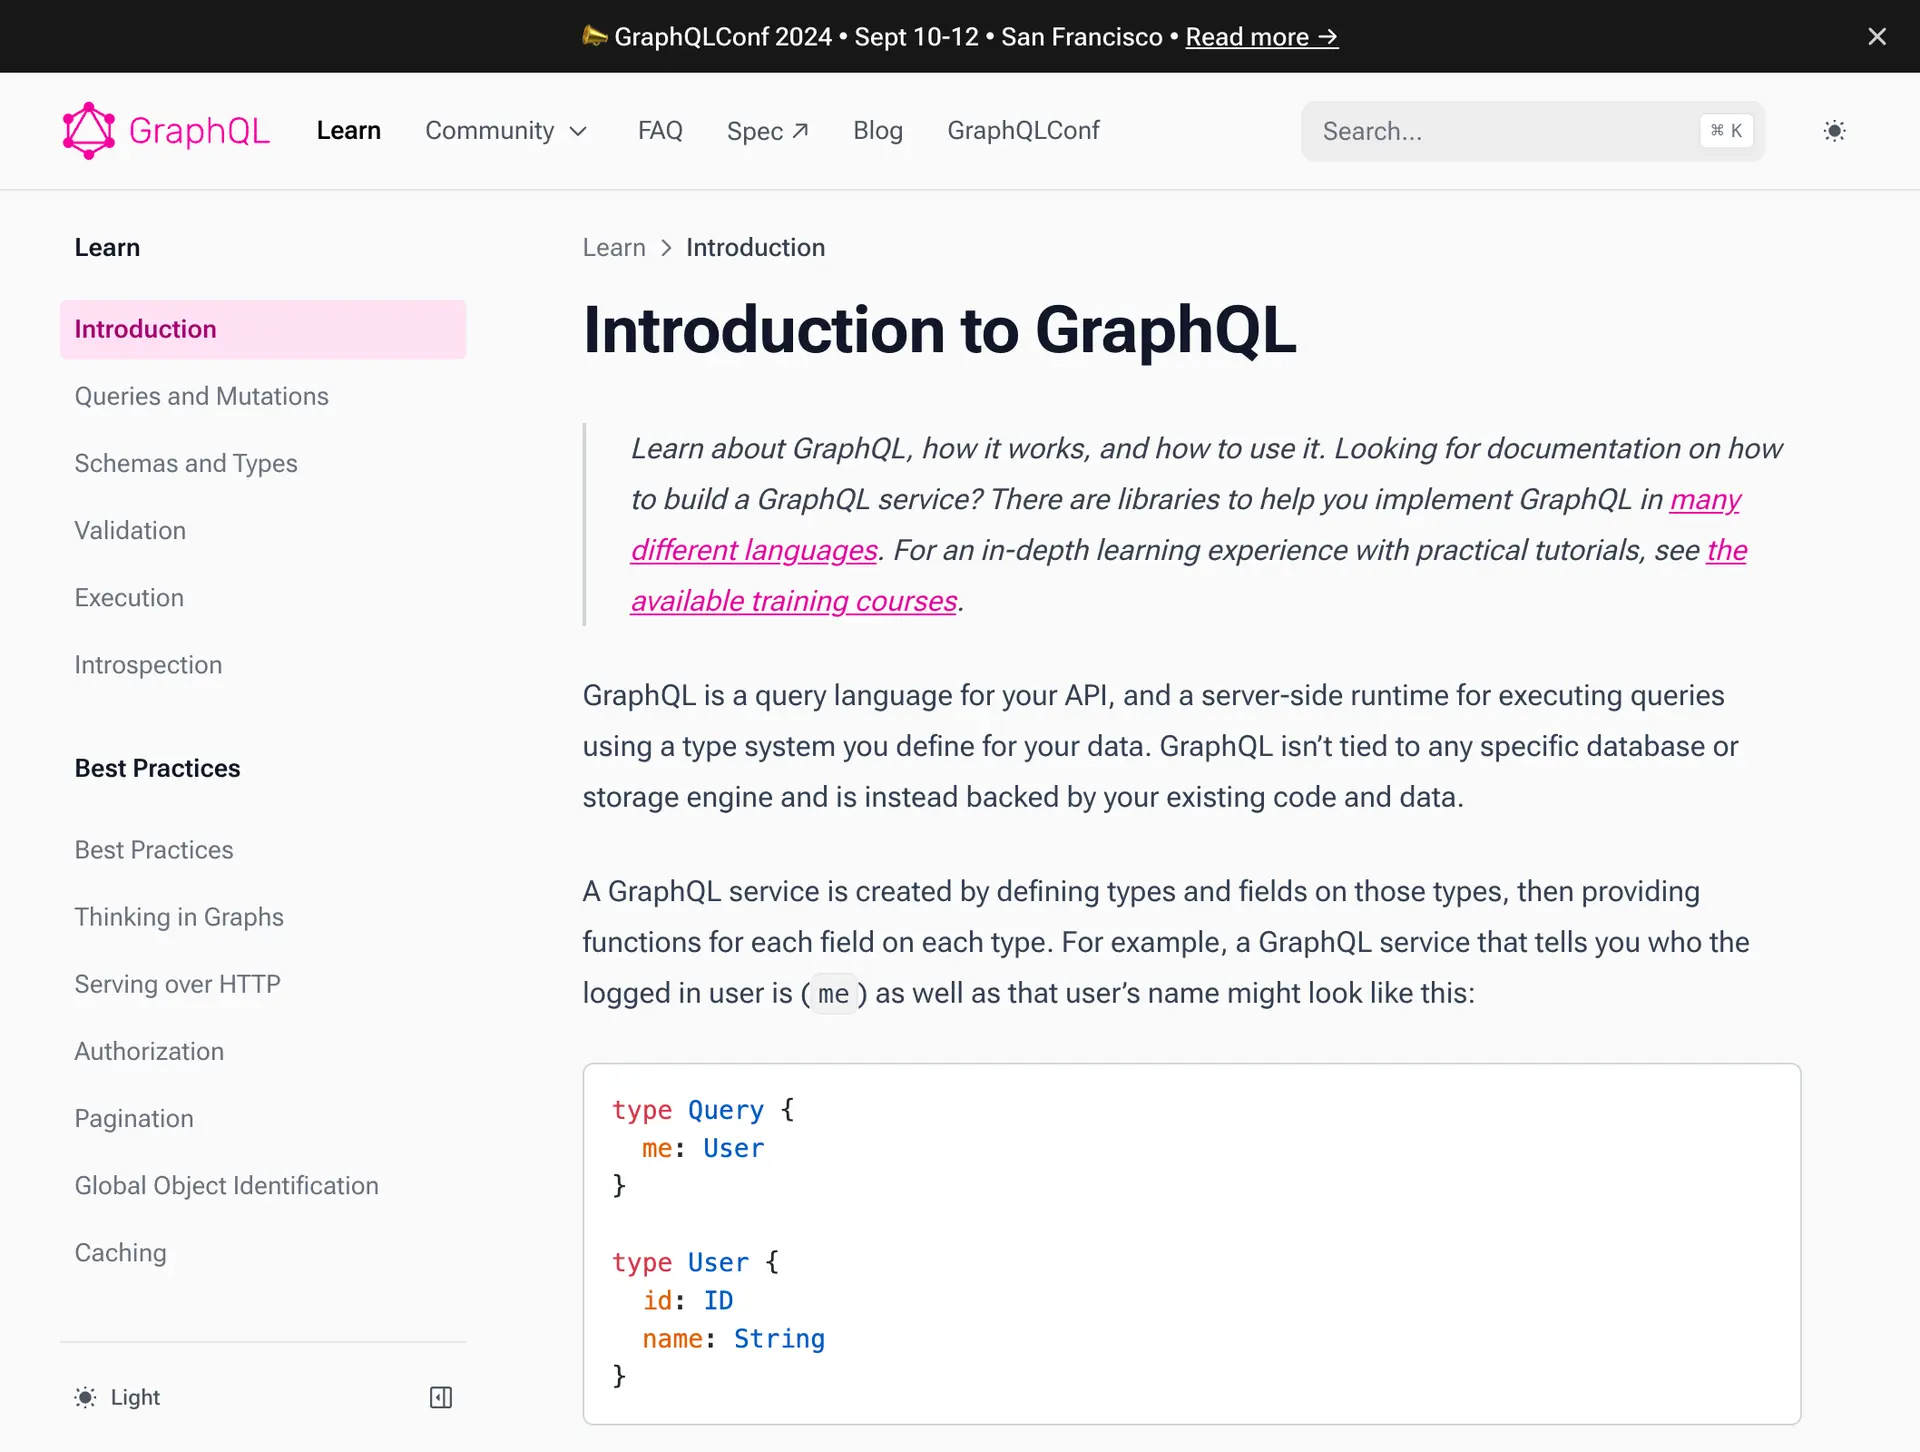 GraphQLConf 2024 • Sept 10-12 • San Francisco • Read more →
GraphQL
Learn
Community
FAQ
Spec ↗
Blog
GraphQLConf
Search...
⌘ K
Learn
Introduction
Queries and Mutations
Schemas and Types
Validation
Execution
Introspection
Best Practices
Best Practices
Thinking in Graphs
Serving over HTTP
Authorization
Pagination
Global Object Identification
Caching
Light
Learn > Introduction
Introduction to GraphQL
Learn about GraphQL, how it works, and how to use it. Looking for documentation on how
to build a GraphQL service? There are libraries to help you implement GraphQL in many
different languages. For an in-depth learning experience with practical tutorials, see the
available training courses.
GraphQL is a query language for your API, and a server-side runtime for executing queries
using a type system you define for your data. GraphQL isn’t tied to any specific database or
storage engine and is instead backed by your existing code and data.
A GraphQL service is created by defining types and fields on those types, then providing
functions for each field on each type. For example, a GraphQL service that tells you who the
logged in user is (me) as well as that user’s name might look like this:
type Query {
  me: User
}
type User {
  id: ID
  name: String
}